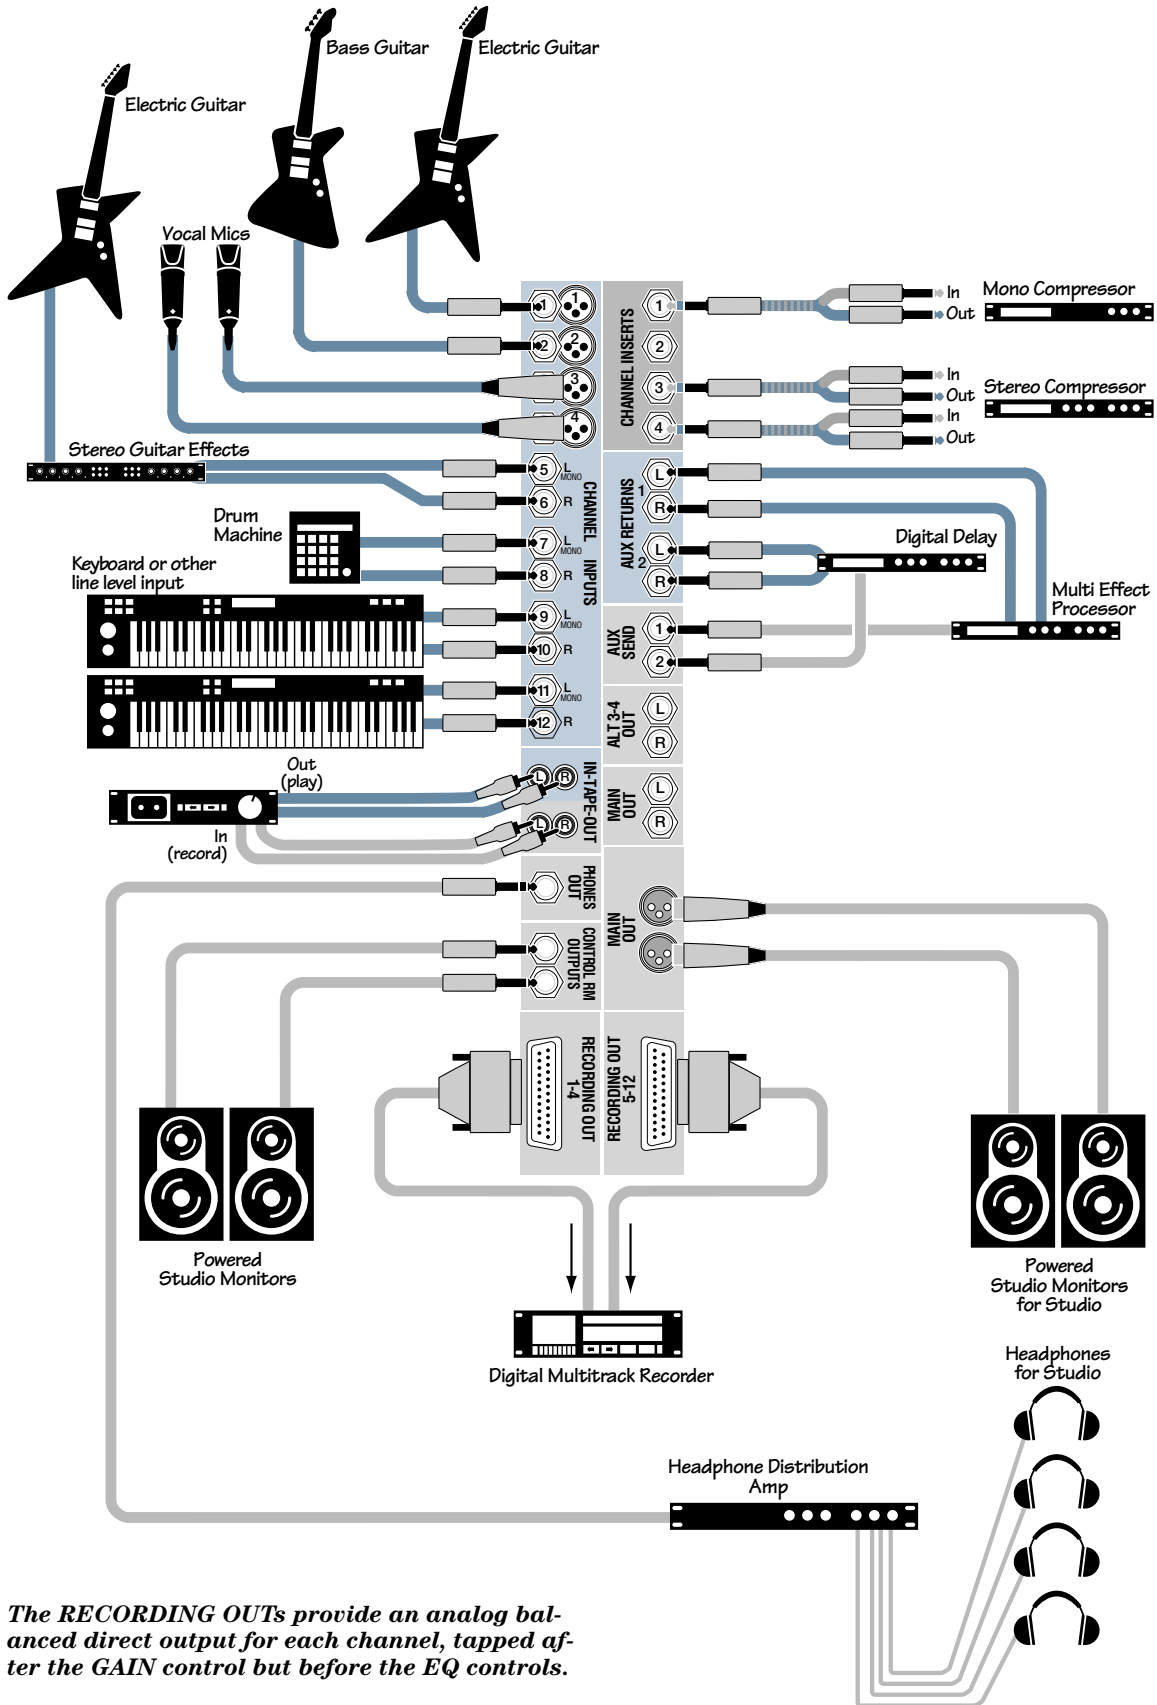 Bass Guitar
Electric Guitar
Electric Guitar
Vocal Mics
Stereo Guitar Effects
Drum
Machine
Keyboard or other
line level input
Out
(play)
In
(record)
1 1
2 2
3
4
5 L
MONO
6 R
7 L
MONO
8 R
9 L
MONO
10 R
11 L
MONO
12 R
CHANNEL INPUTS
CHANNEL INSERTS
1
2
3
4
In
Out
Mono Compressor
In
Out
In
Out
Stereo Compressor
AUX RETURNS
1
L
R
2
L
R
Digital Delay
Multi Effect
Processor
AUX
SEND
1
2
ALT 3-4
OUT
L
R
MAIN
OUT
L
R
IN-TAPE-OUT
L R
L R
PHONES
OUT
MAIN
OUT
CONTROL RM
OUTPUTS
RECORDING OUT
1-4
RECORDING OUT
5-12
Powered
Studio Monitors
Powered
Studio Monitors
for Studio
Digital Multitrack Recorder
Headphones
for Studio
Headphone Distribution
Amp
The RECORDING OUTs provide an analog bal-
anced direct output for each channel, tapped af-
ter the GAIN control but before the EQ controls.